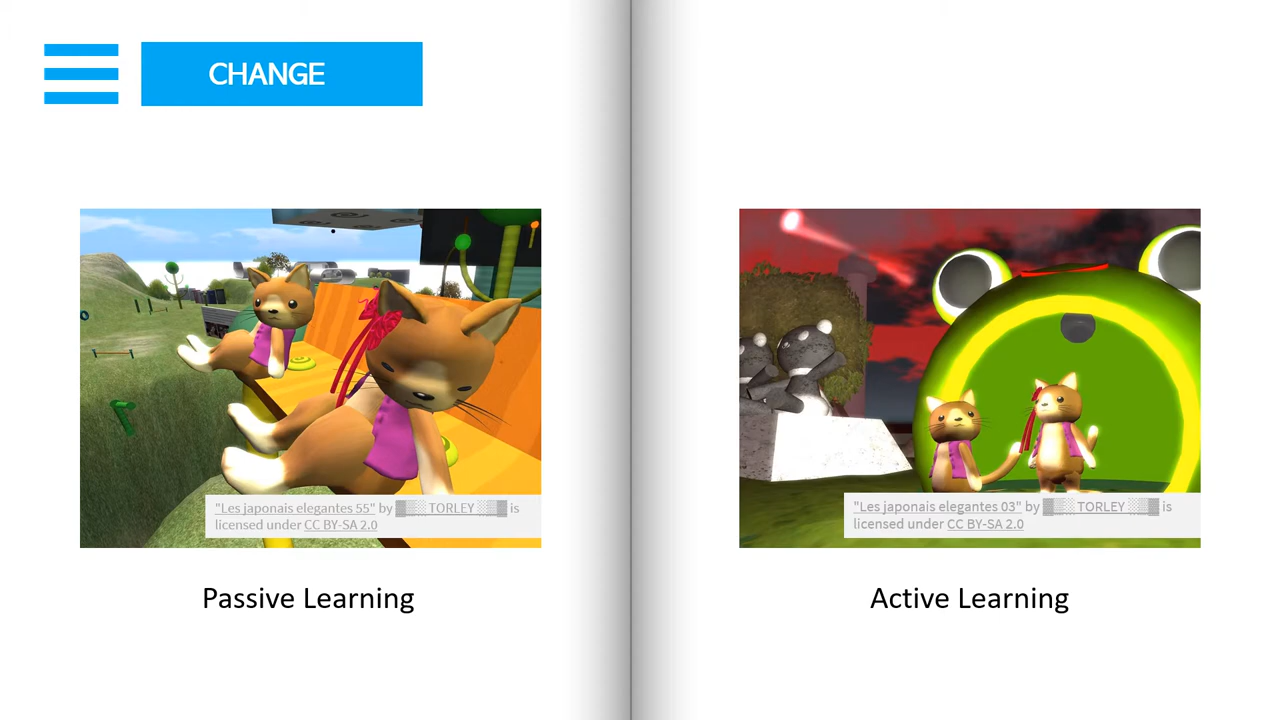 CHANGE
"Les japonais elegantes 55" by ▓▒░ TORLEY ░▒▓ is
licensed under CC BY-SA 2.0
Passive Learning
"Les japonais elegantes 03" by ▓▒░ TORLEY ░▒▓ is
licensed under CC BY-SA 2.0
Active Learning